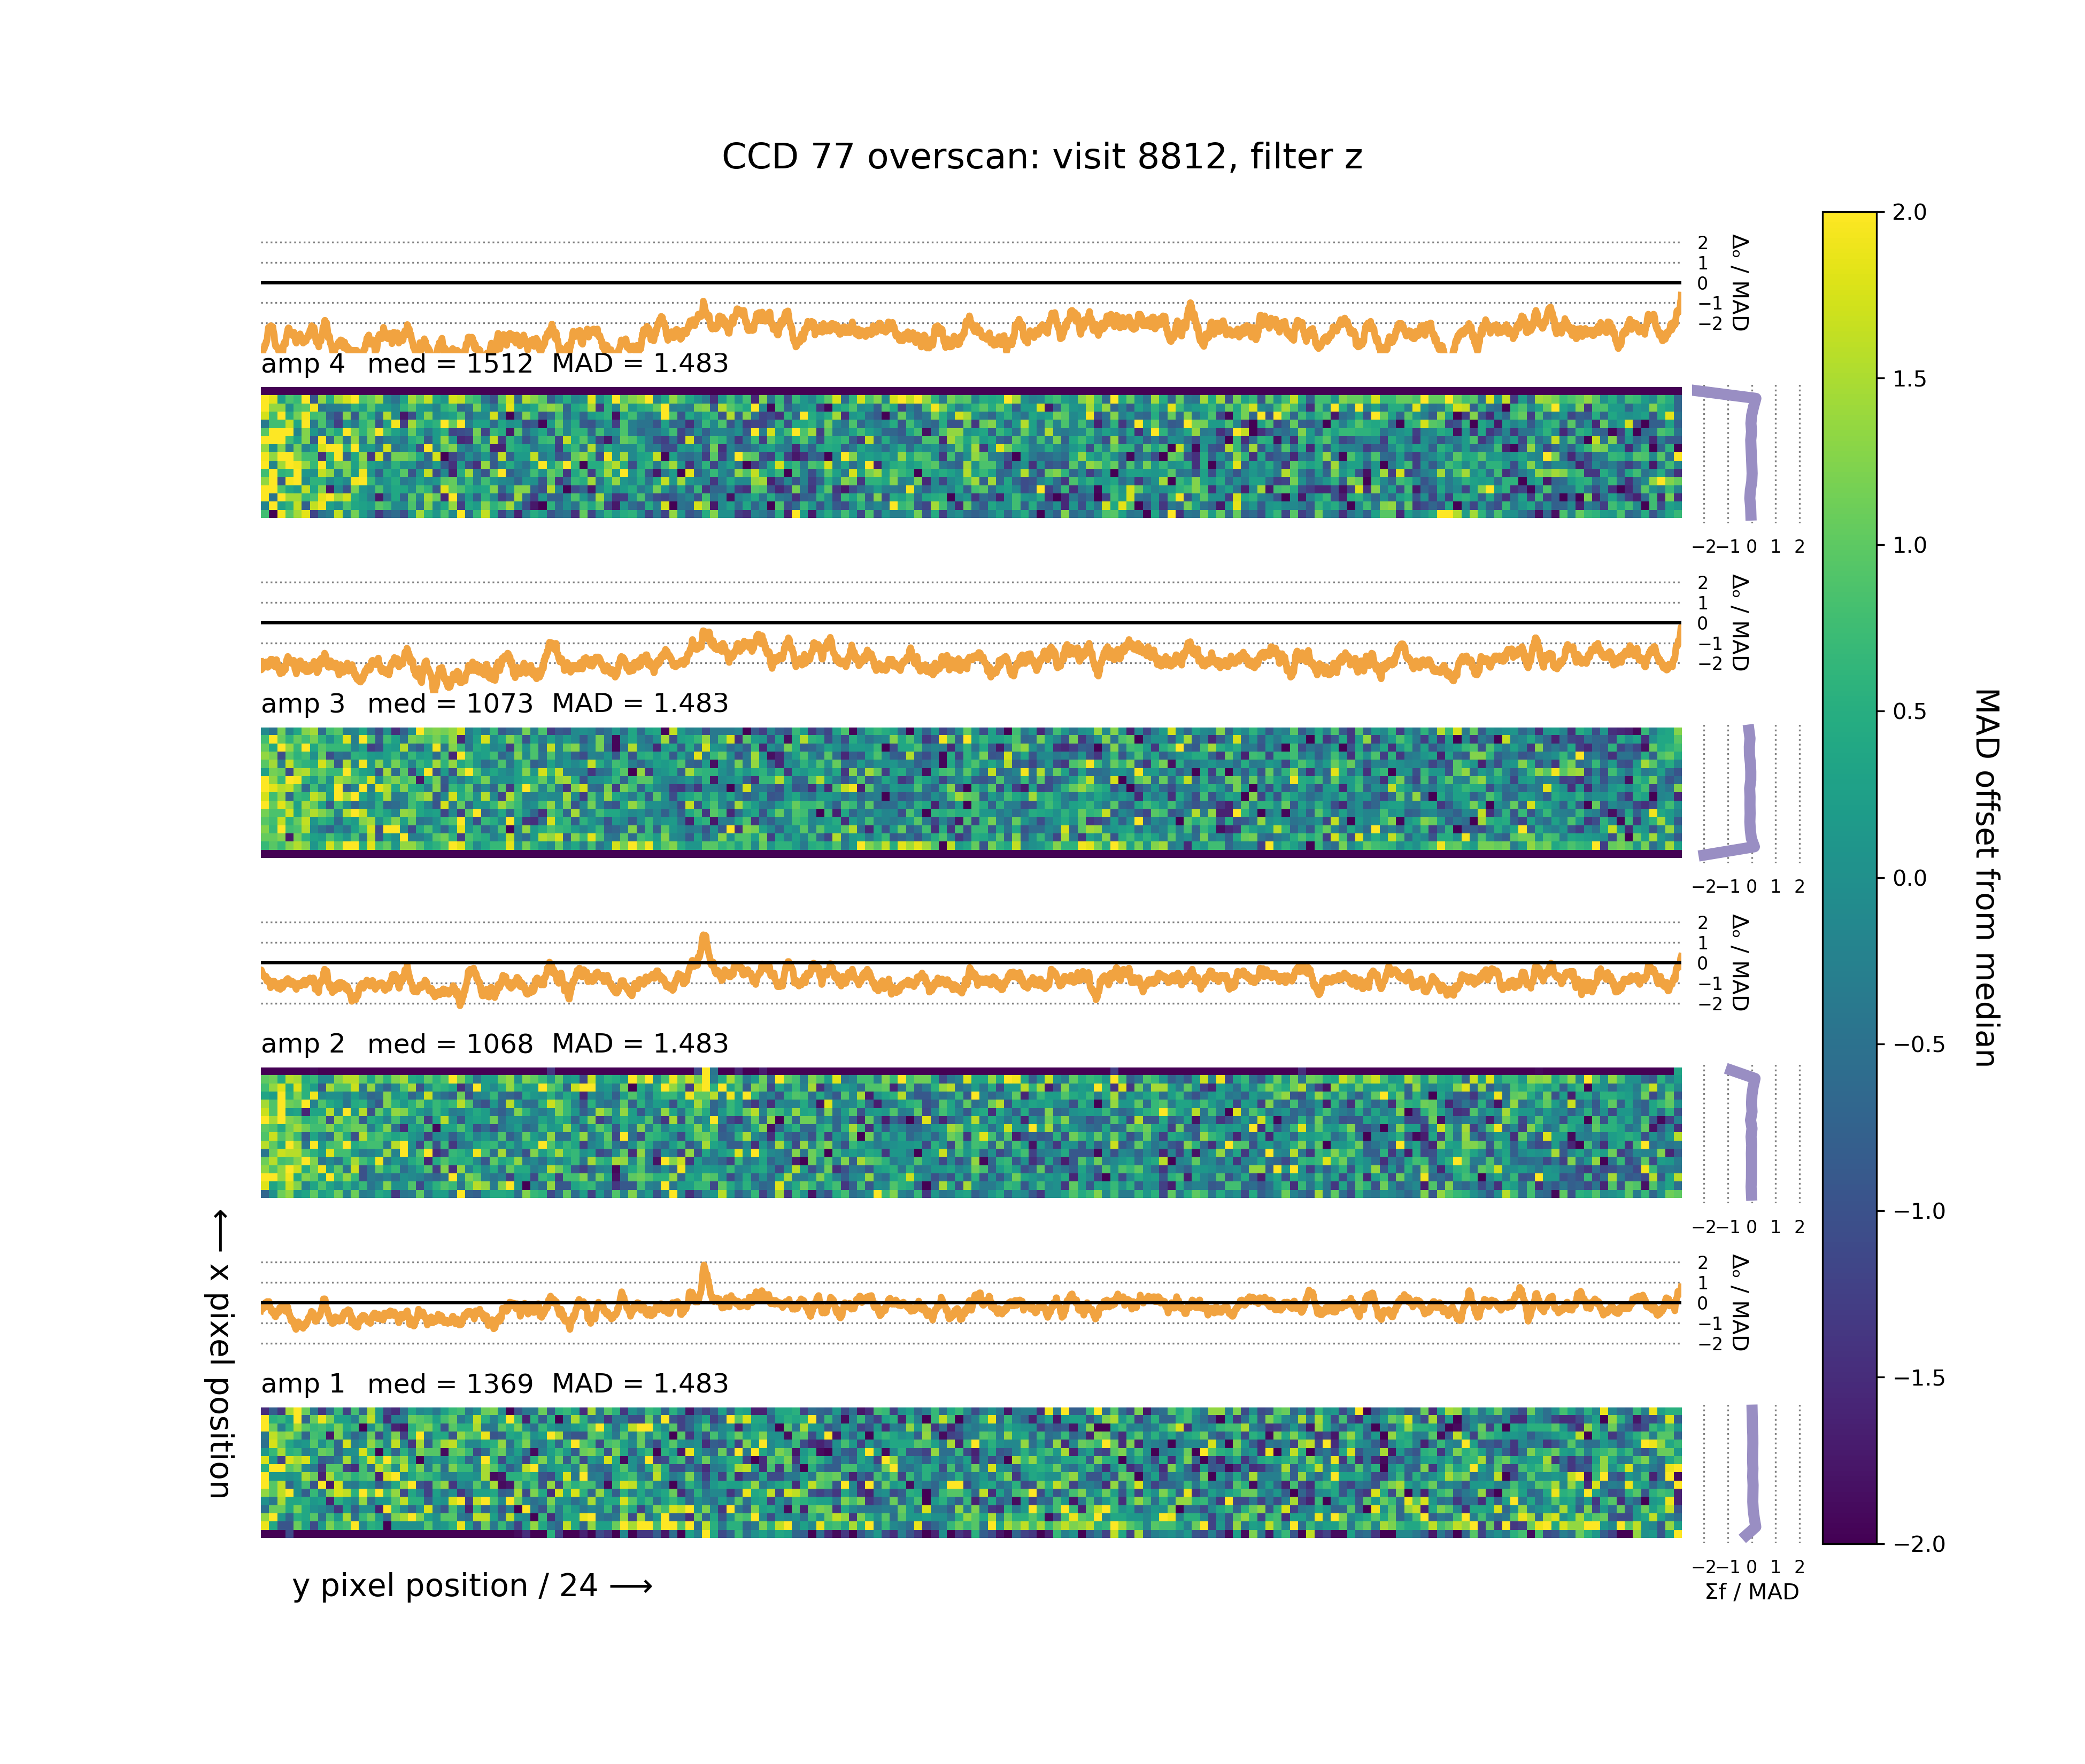 CCD 77 overscan: visit 8812, filter z
2
1
0
−1
−2
Δₒ / MAD
amp 4 med = 1512 MAD = 1.483
−2 −1 0 1 2
2
1
0
−1
−2
Δₒ / MAD
amp 3 med = 1073 MAD = 1.483
−2 −1 0 1 2
2
1
0
−1
−2
Δₒ / MAD
amp 2 med = 1068 MAD = 1.483
−2 −1 0 1 2
2
1
0
−1
−2
Δₒ / MAD
amp 1 med = 1369 MAD = 1.483
−2 −1 0 1 2
Σf / MAD
⟵ x pixel position
y pixel position / 24 ⟶
2.0
1.5
1.0
0.5
0.0
−0.5
−1.0
−1.5
−2.0
MAD offset from median